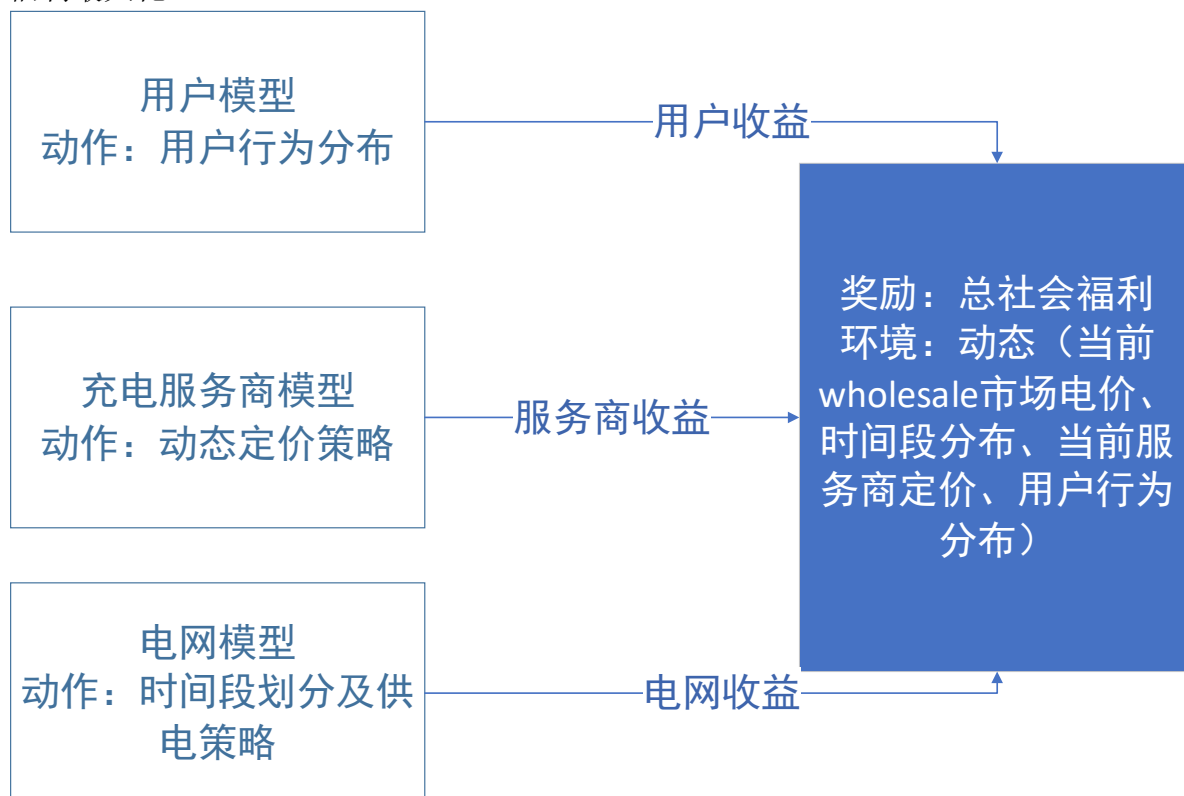 用户模型
动作：用户行为分布
用户收益
充电服务商模型
动作：动态定价策略
服务商收益
电网模型
动作：时间段划分及供
电策略
电网收益
奖励：总社会福利
环境：动态（当前
wholesale市场电价、
时间段分布、当前服
务商定价、用户行为
分布）